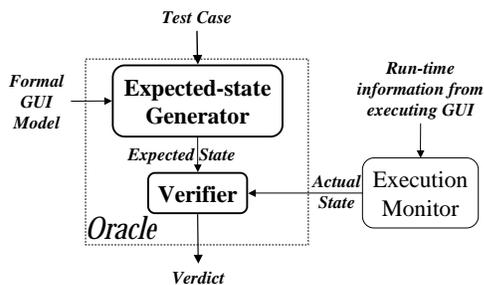 Test Case
Formal
GUI
Model
Expected-state
Generator
Run-time
information from
executing GUI
Expected State
Verifier
Actual
State
Execution
Monitor
Oracle
Verdict